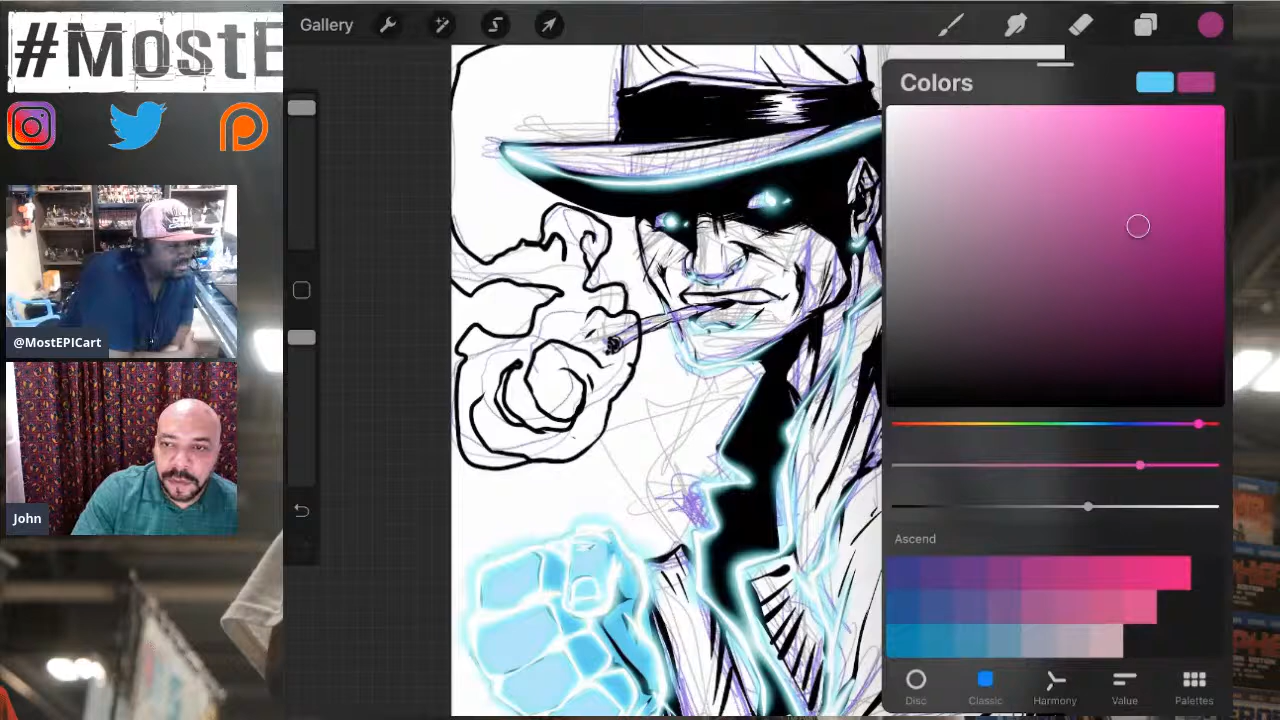 #MostE
Gallery
Colors
@MostEPICart
John
Ascend
Disc
Classic
Harmony
Value
Palettes